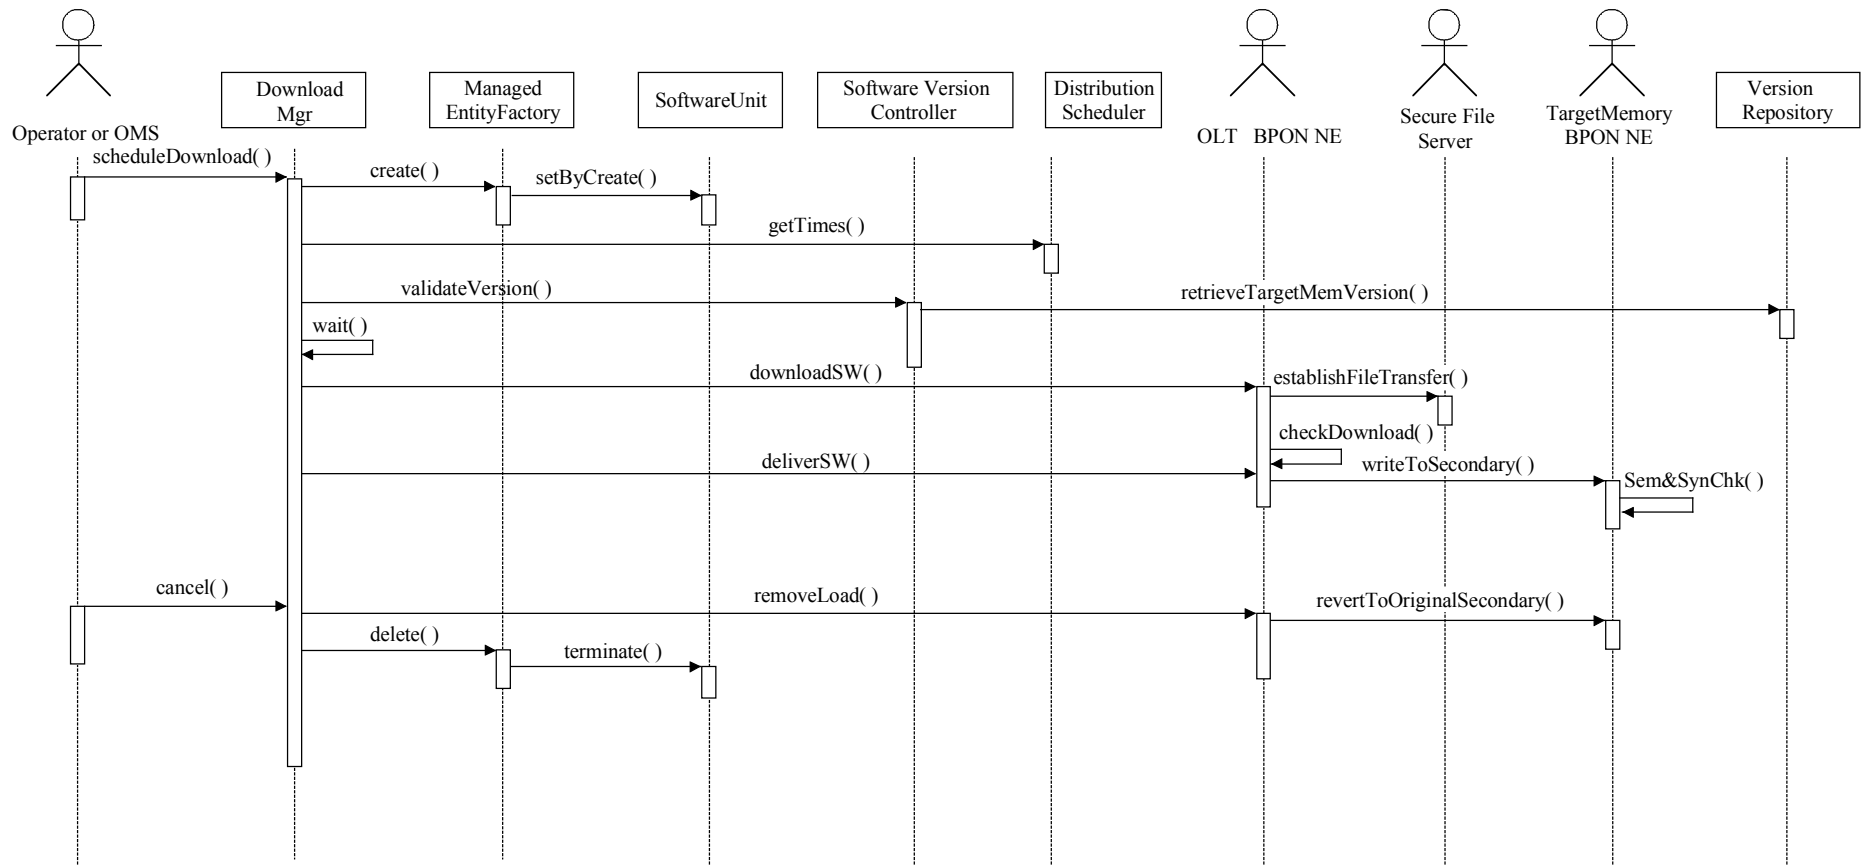 Operator or OMS
Download
Mgr
Managed
EntityFactory
SoftwareUnit
Software Version
Controller
Distribution
Scheduler
OLT BPON NE
Secure File
Server
TargetMemory
BPON NE
Version
Repository
scheduleDownload( )
create( )
setByCreate( )
getTimes( )
validateVersion( )
retrieveTargetMemVersion( )
wait( )
downloadSW( )
establishFileTransfer( )
checkDownload( )
deliverSW( )
writeToSecondary( )
Sem&SynChk( )
cancel( )
removeLoad( )
revertToOriginalSecondary( )
delete( )
terminate( )